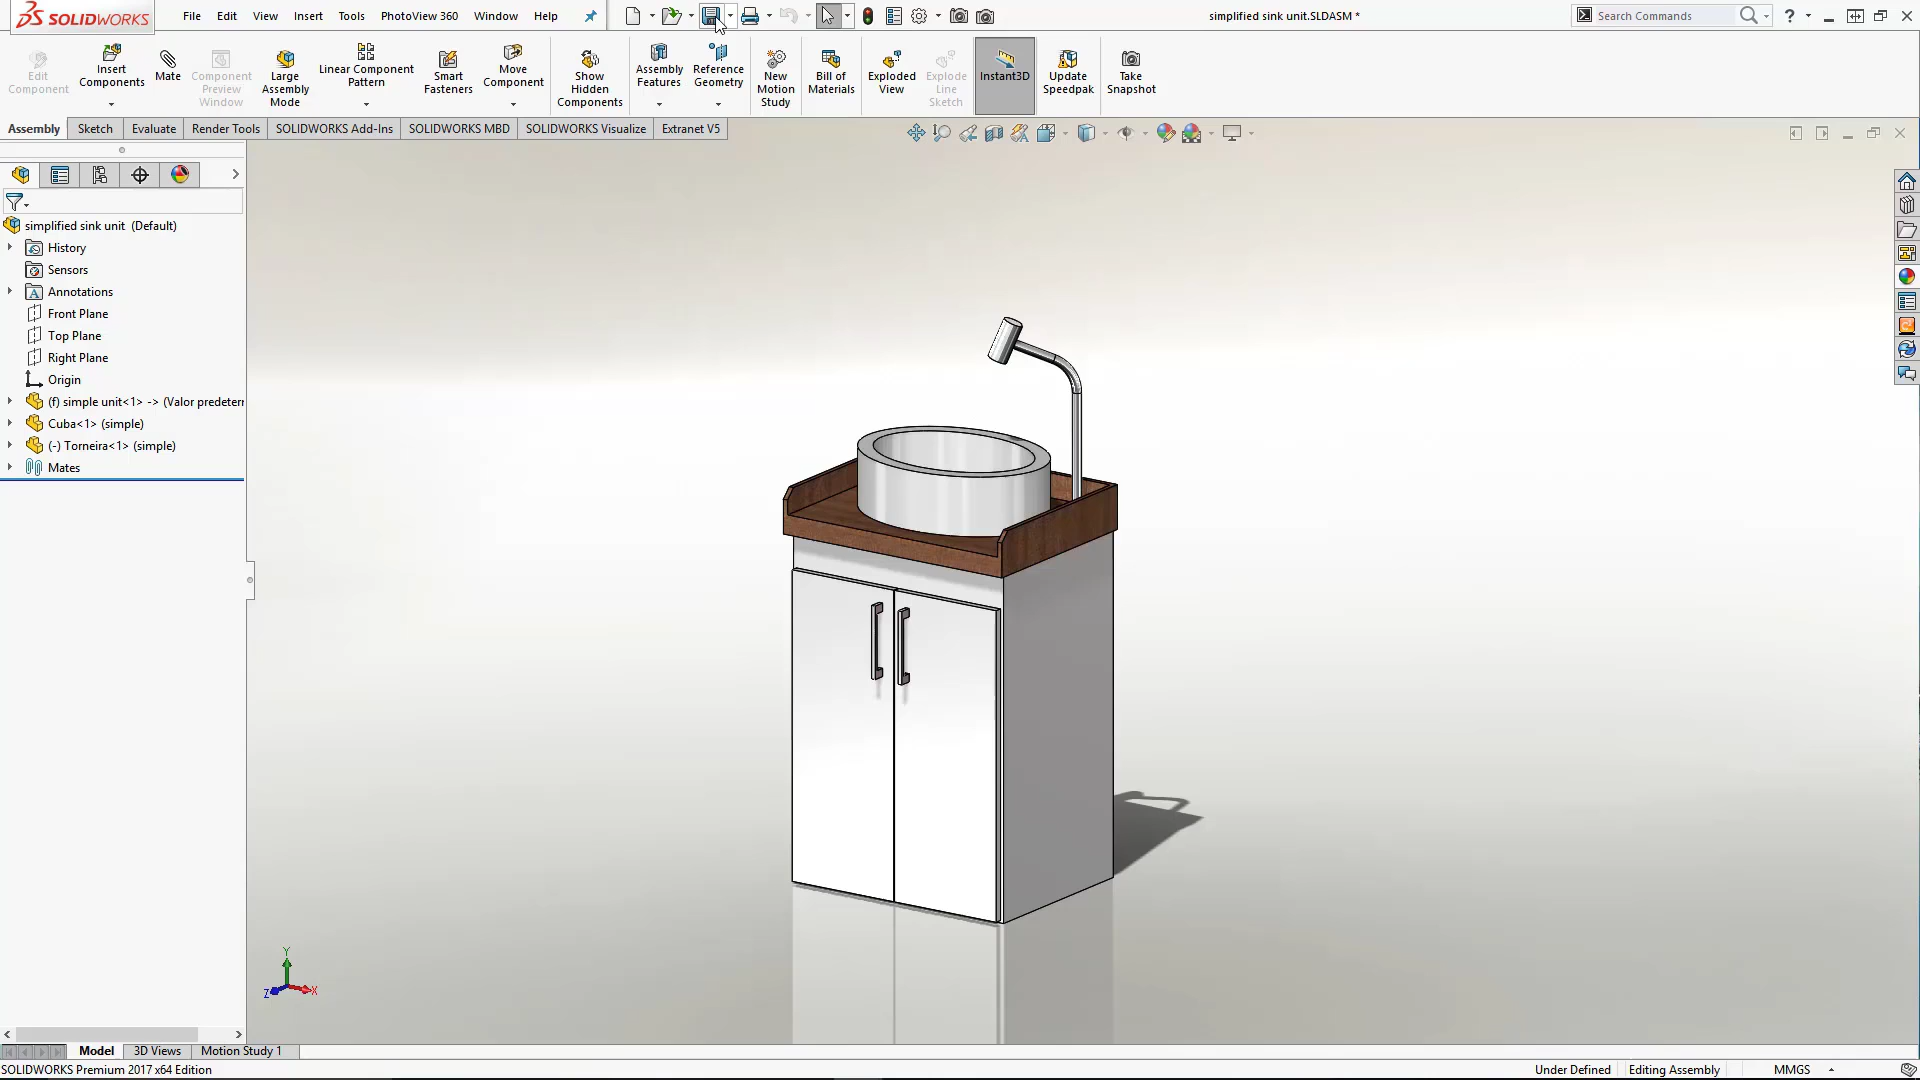 SOLIDWORKS File Edit View Insert Tools PhotoView 360 Window Help simplified sink unit.SLDASM * Search Commands ?
Edit Component
Insert Components
Mate
Component Preview Window
Large Assembly Mode
Linear Component Pattern
Smart Fasteners
Move Component
Show Hidden Components
Assembly Features
Reference Geometry
New Motion Study
Bill of Materials
Exploded View
Explode Line Sketch
Instant3D
Update Speedpak
Take Snapshot
Assembly Sketch Evaluate Render Tools SOLIDWORKS Add-Ins SOLIDWORKS MBD SOLIDWORKS Visualize Extranet V5
simplified sink unit (Default)
History
Sensors
A Annotations
Front Plane
Top Plane
Right Plane
Origin
(f) simple unit<1> -> (Valor predeterr
Cuba<1> (simple)
(-) Torneira<1> (simple)
Mates
Y
Z X
Model 3D Views Motion Study 1
SOLIDWORKS Premium 2017 x64 Edition Under Defined Editing Assembly MMGS